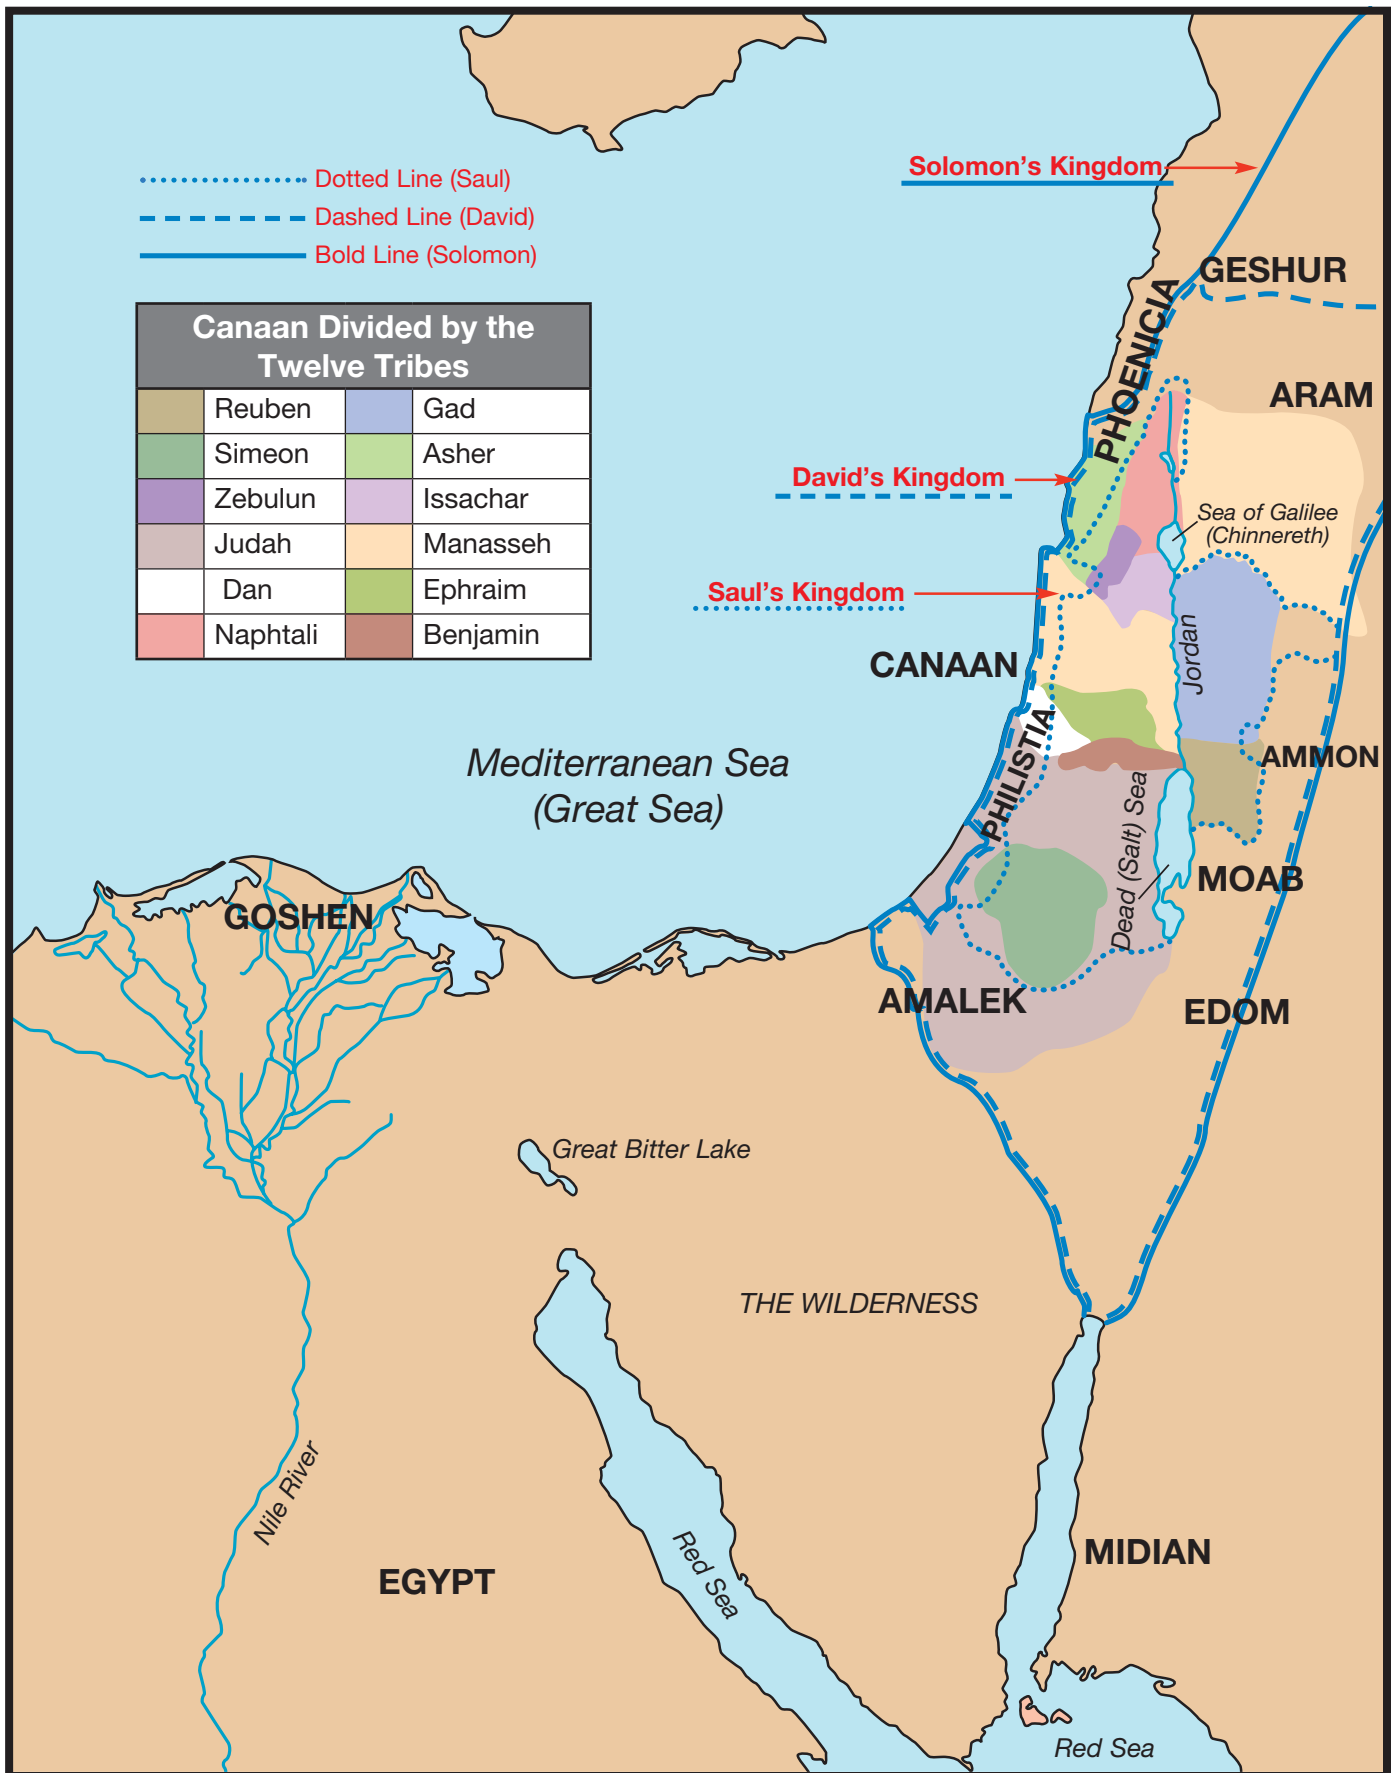 Solomon's Kingdom
Dotted Line (Saul)
Dashed Line (David)
Bold Line (Solomon)
GESHUR
PHOENICIA
Canaan Divided by the
Twelve Tribes
Reuben Gad
Simeon Asher
Zebulun Issachar
Judah Manasseh
Dan Ephraim
Naphtali Benjamin
ARAM
David's Kingdom
Sea of Galilee
(Chinnereth)
Saul's Kingdom
Jordan
CANAAN
PHILISTIA
AMMON
Mediterranean Sea
(Great Sea)
Dead (Salt) Sea
MOAB
GOSHEN
AMALEK
EDOM
Great Bitter Lake
THE WILDERNESS
Nile River
Red Sea
MIDIAN
EGYPT
Red Sea